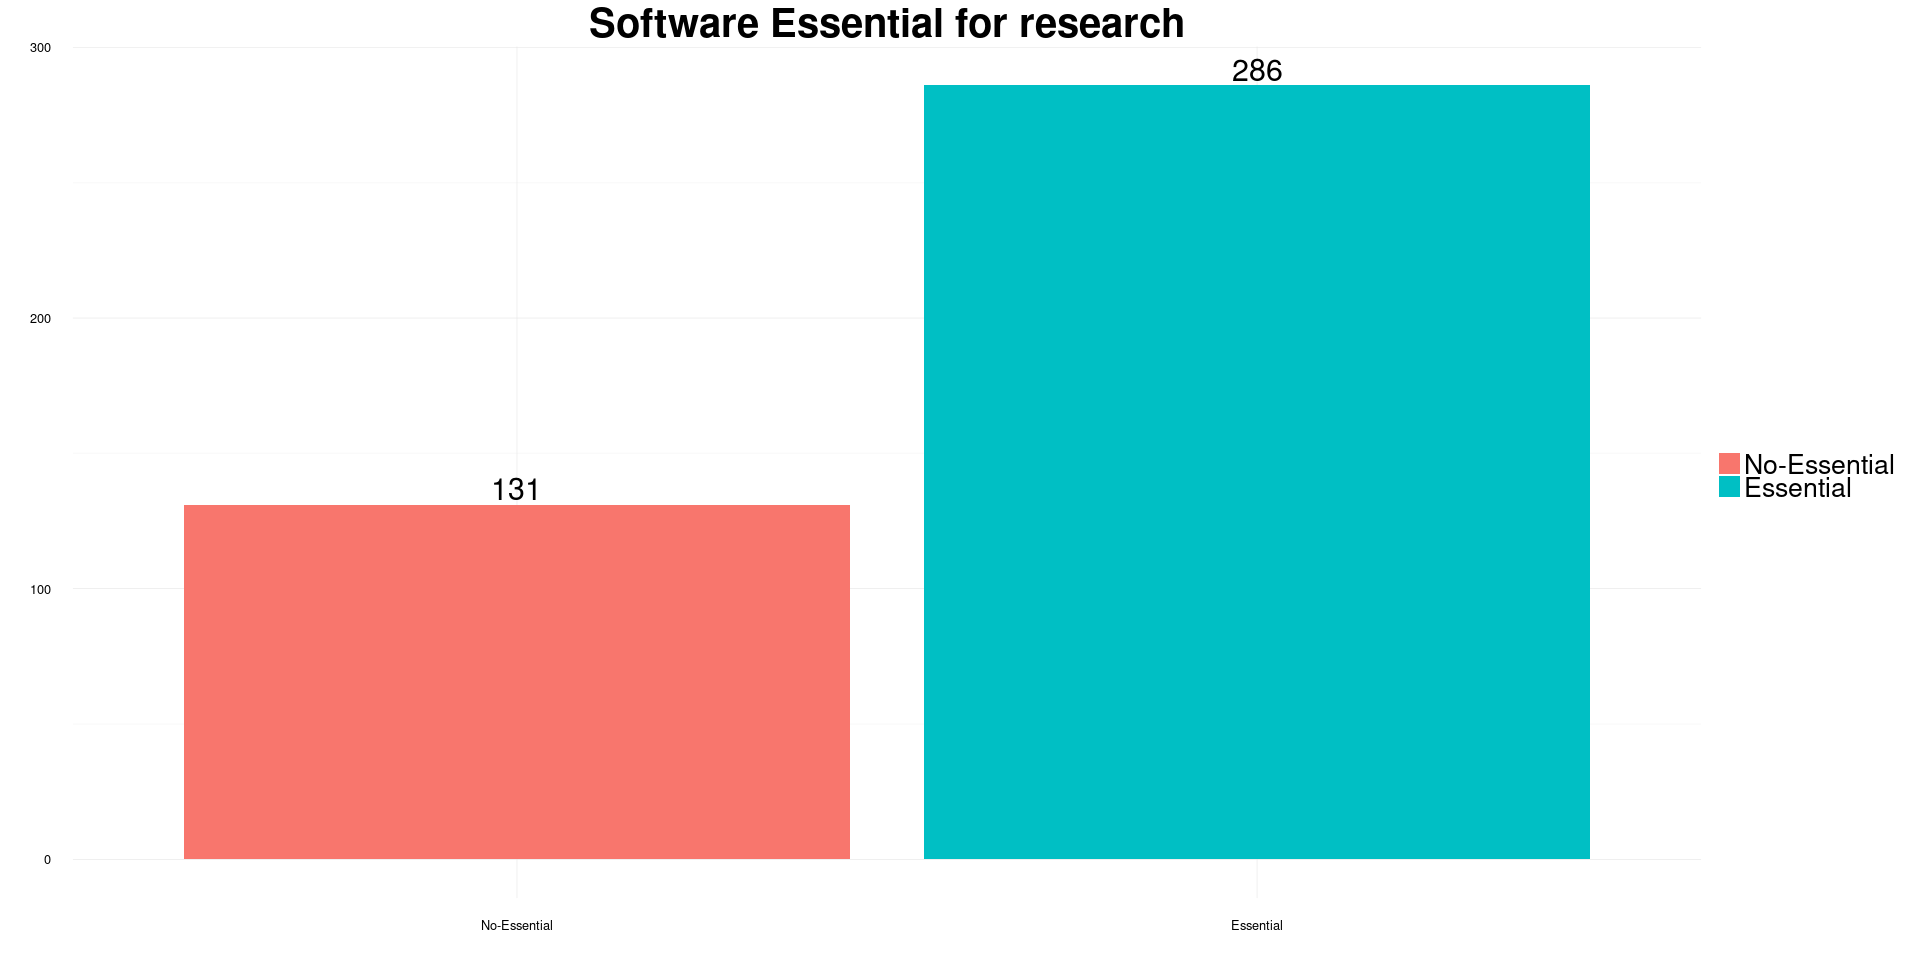 Software Essential for research
300
200
100
0
131
286
No-Essential
Essential
No-Essential
Essential